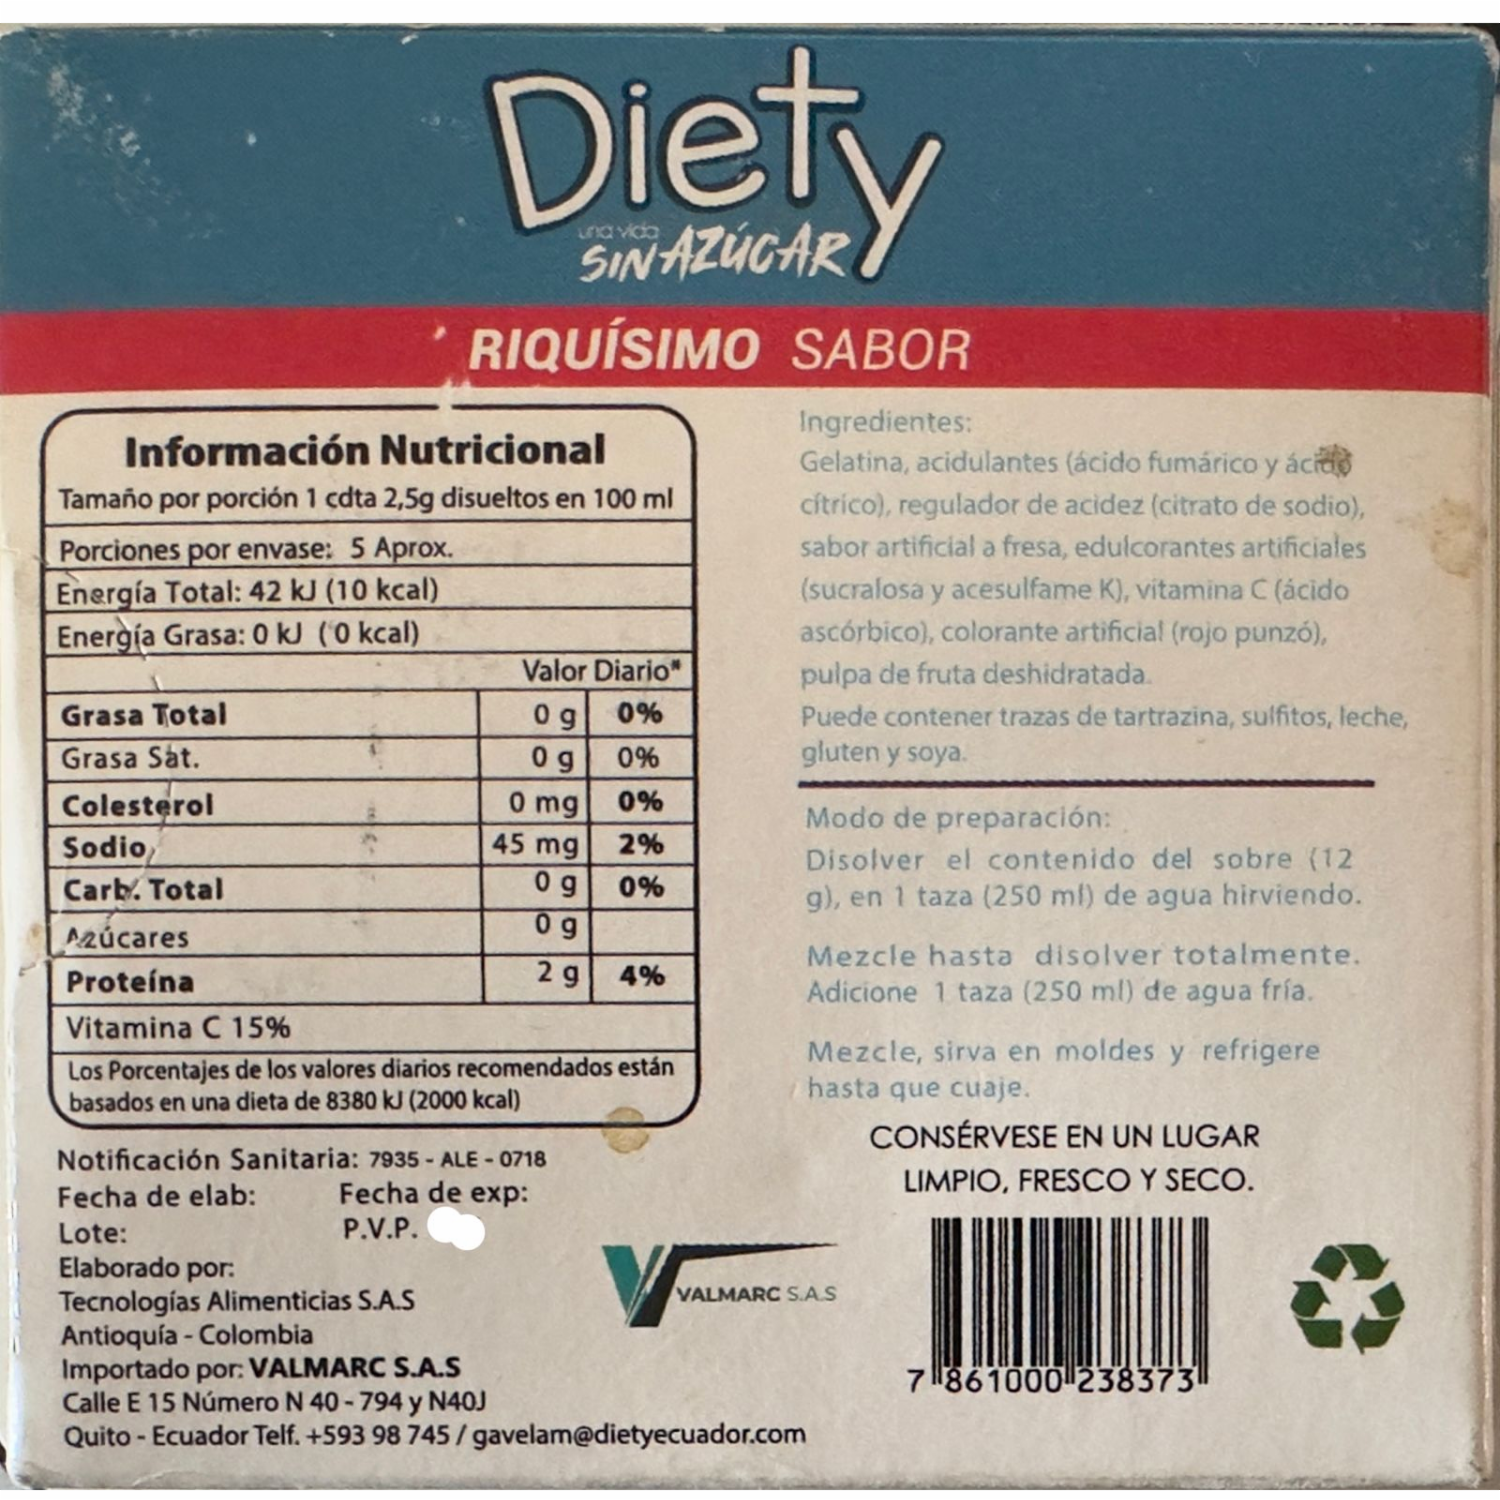 Diety
una vida
SIN AZÚCAR
RIQUÍSIMO SABOR
Información Nutricional
Tamaño por porción 1 cdta 2,5g disueltos en 100 ml
Porciones por envase: 5 Aprox.
Energía Total: 42 kJ (10 kcal)
Energía Grasa: 0 kJ (0 kcal)
Valor Diario*
Grasa Total 0 g 0%
Grasa Sat. 0 g 0%
Colesterol 0 mg 0%
Sodio 45 mg 2%
Carb. Total 0 g 0%
Azúcares 0 g
Proteína 2 g 4%
Vitamina C 15%
Los Porcentajes de los valores diarios recomendados están
basados en una dieta de 8380 kJ (2000 kcal)
Notificación Sanitaria: 7935 - ALE - 0718
Fecha de elab: Fecha de exp:
Lote: P.V.P.
Elaborado por:
Tecnologías Alimenticias S.A.S
Antioquía - Colombia
Importado por: VALMARC S.A.S
Calle E 15 Número N 40 - 794 y N40J
Quito - Ecuador Telf. +593 98 745 / gavelam@dietyecuador.com
VALMARC S.A.S
Ingredientes:
Gelatina, acidulantes (ácido fumárico y ácido
cítrico), regulador de acidez (citrato de sodio),
sabor artificial a fresa, edulcorantes artificiales
(sucralosa y acesulfame K), vitamina C (ácido
ascórbico), colorante artificial (rojo punzó),
pulpa de fruta deshidratada.
Puede contener trazas de tartrazina, sulfitos, leche,
gluten y soya.
Modo de preparación:
Disolver el contenido del sobre (12
g), en 1 taza (250 ml) de agua hirviendo.
Mezcle hasta disolver totalmente.
Adicione 1 taza (250 ml) de agua fría.
Mezcle, sirva en moldes y refrigere
hasta que cuaje.
CONSÉRVESE EN UN LUGAR
LIMPIO, FRESCO Y SECO.
7 861000 238373